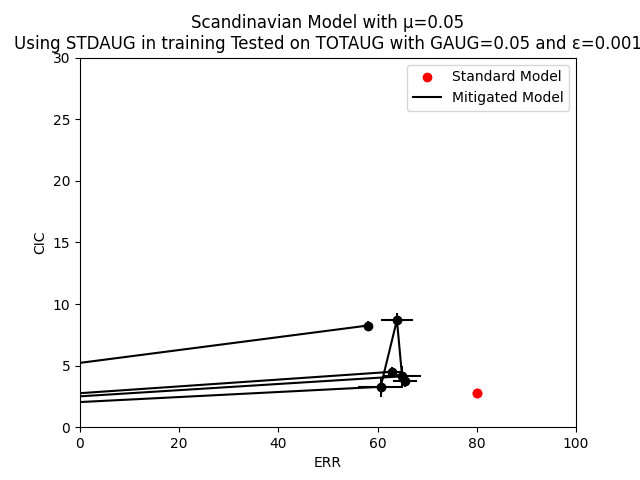 Scandinavian Model with μ=0.05
Using STDAUG in training Tested on TOTAUG with GAUG=0.05 and ε=0.001
Standard Model
Mitigated Model
30
25
20
15
10
5
0
CIC
0 20 40 60 80 100
ERR